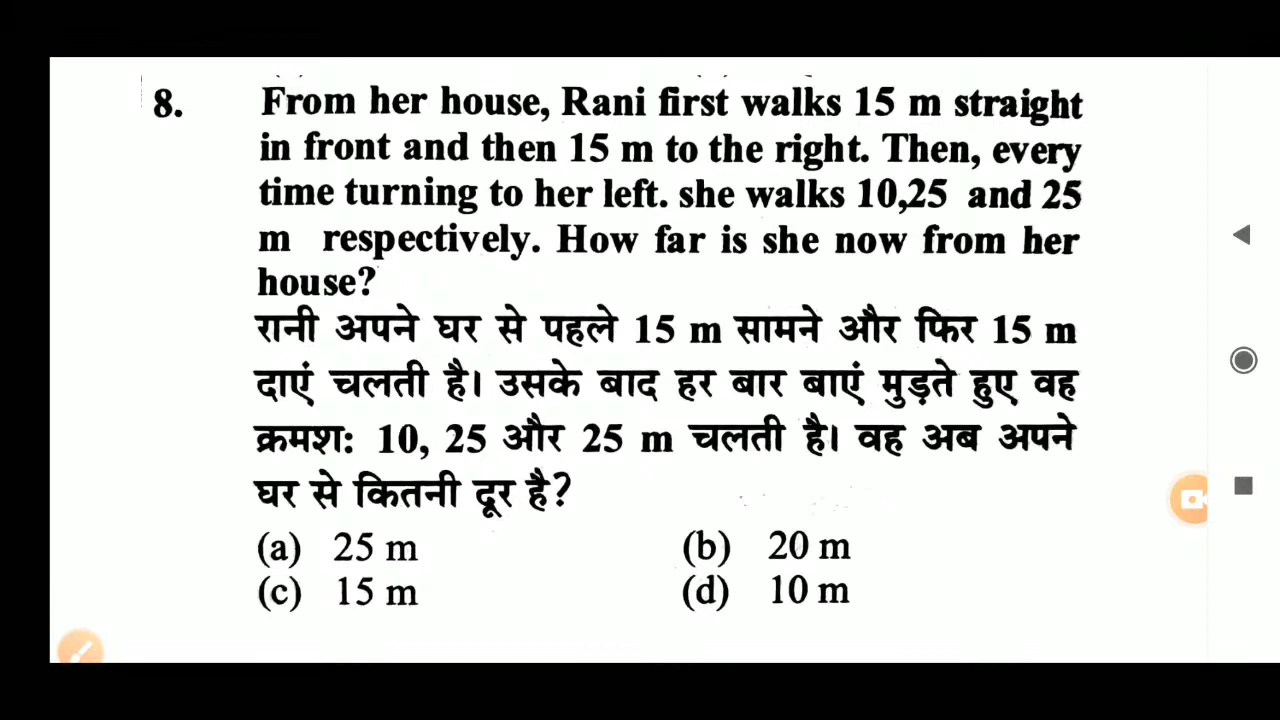 8. From her house, Rani first walks 15 m straight
in front and then 15 m to the right. Then, every
time turning to her left. she walks 10,25 and 25
m respectively. How far is she now from her
house?
रानी अपने घर से पहले 15 m सामने और फिर 15 m
दाएं चलती है। उसके बाद हर बार बाएं मुड़ते हुए वह
क्रमश: 10, 25 और 25 m चलती है। वह अब अपने
घर से कितनी दूर है?
(a) 25 m (b) 20 m
(c) 15 m (d) 10 m